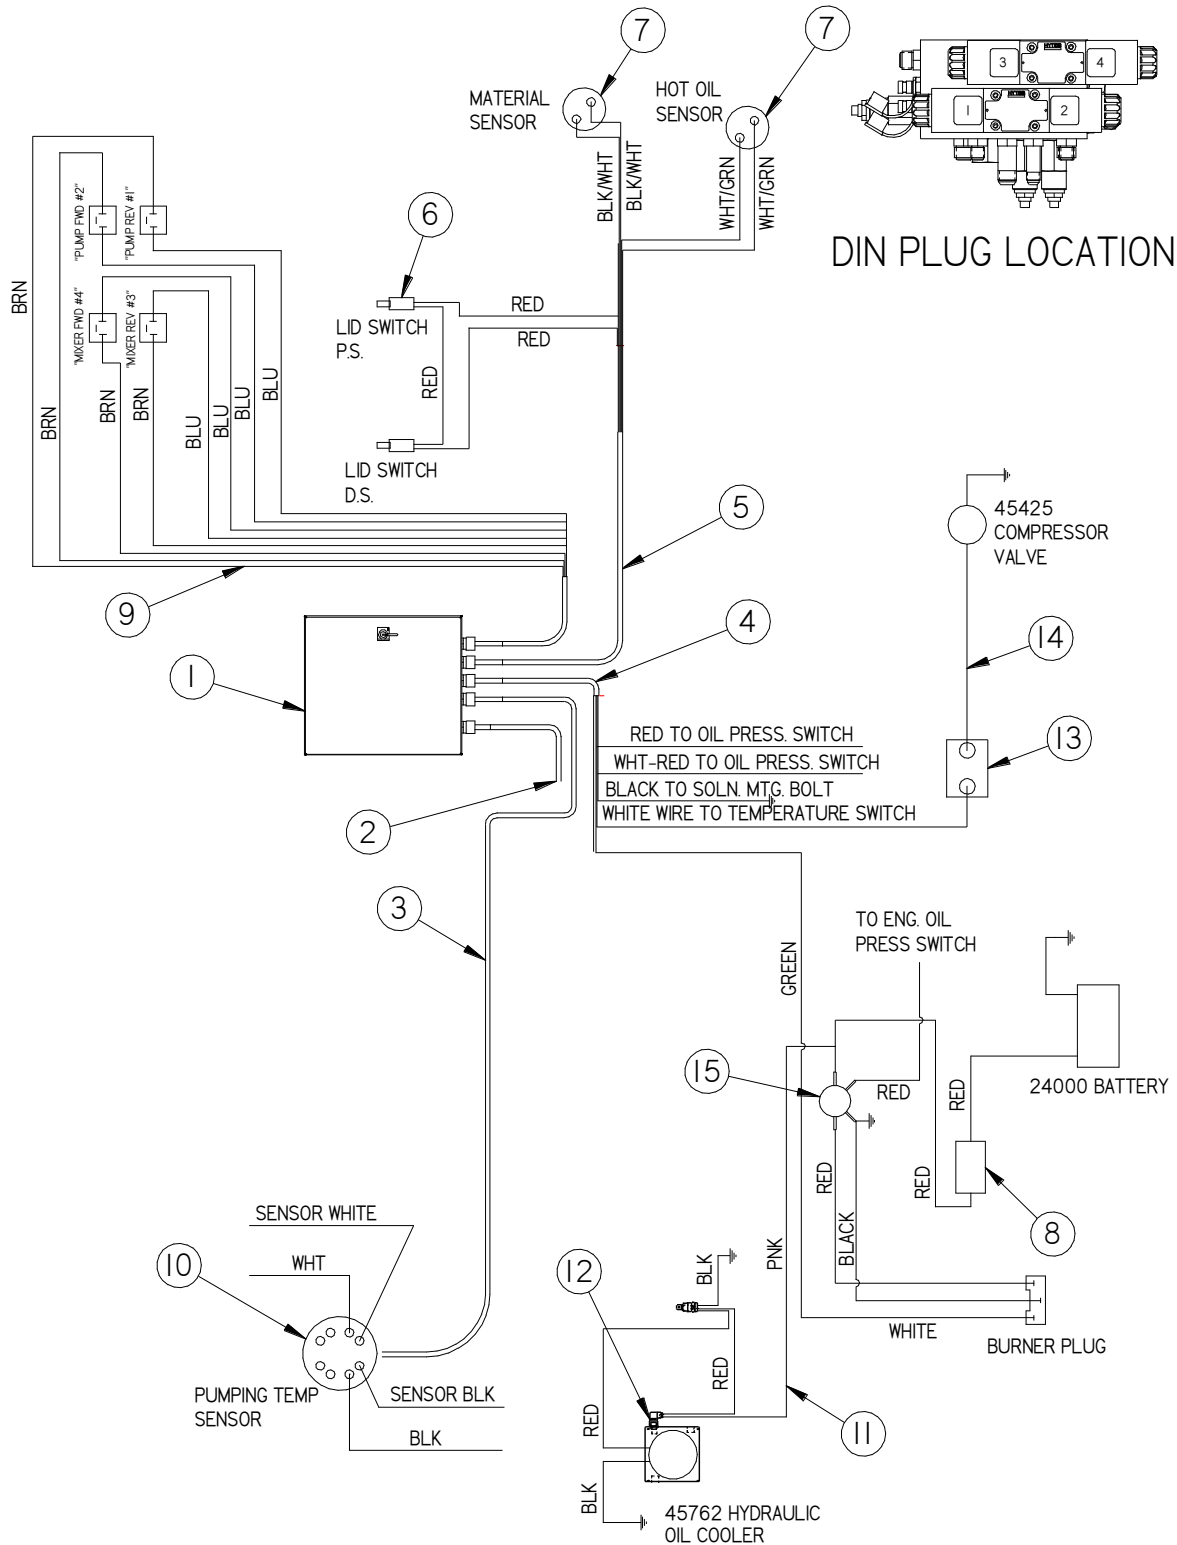 7
7
MATERIAL
SENSOR
HOT OIL
SENSOR
3
4
1
2
DIN PLUG LOCATION
BLK/WHT
BLK/WHT
WHT/GRN
WHT/GRN
"PUMP FWD #2"
"PUMP REV #1"
"MIXER FWD #4"
"MIXER REV #3"
6
LID SWITCH
P.S.
RED
RED
RED
LID SWITCH
D.S.
BRN
BRN
BRN
BRN
BLU
BLU
BLU
BLU
5
45425
COMPRESSOR
VALVE
9
4
14
1
13
RED TO OIL PRESS. SWITCH
WHT-RED TO OIL PRESS. SWITCH
BLACK TO SOLN. MTG. BOLT
WHITE WIRE TO TEMPERATURE SWITCH
2
3
TO ENG. OIL
PRESS SWITCH
GREEN
15
RED
RED
24000 BATTERY
RED
RED
BLACK
8
SENSOR WHITE
WHT
10
PUMPING TEMP
SENSOR
SENSOR BLK
BLK
12
BLK
PNK
WHITE
BURNER PLUG
RED
RED
11
BLK
45762 HYDRAULIC
OIL COOLER